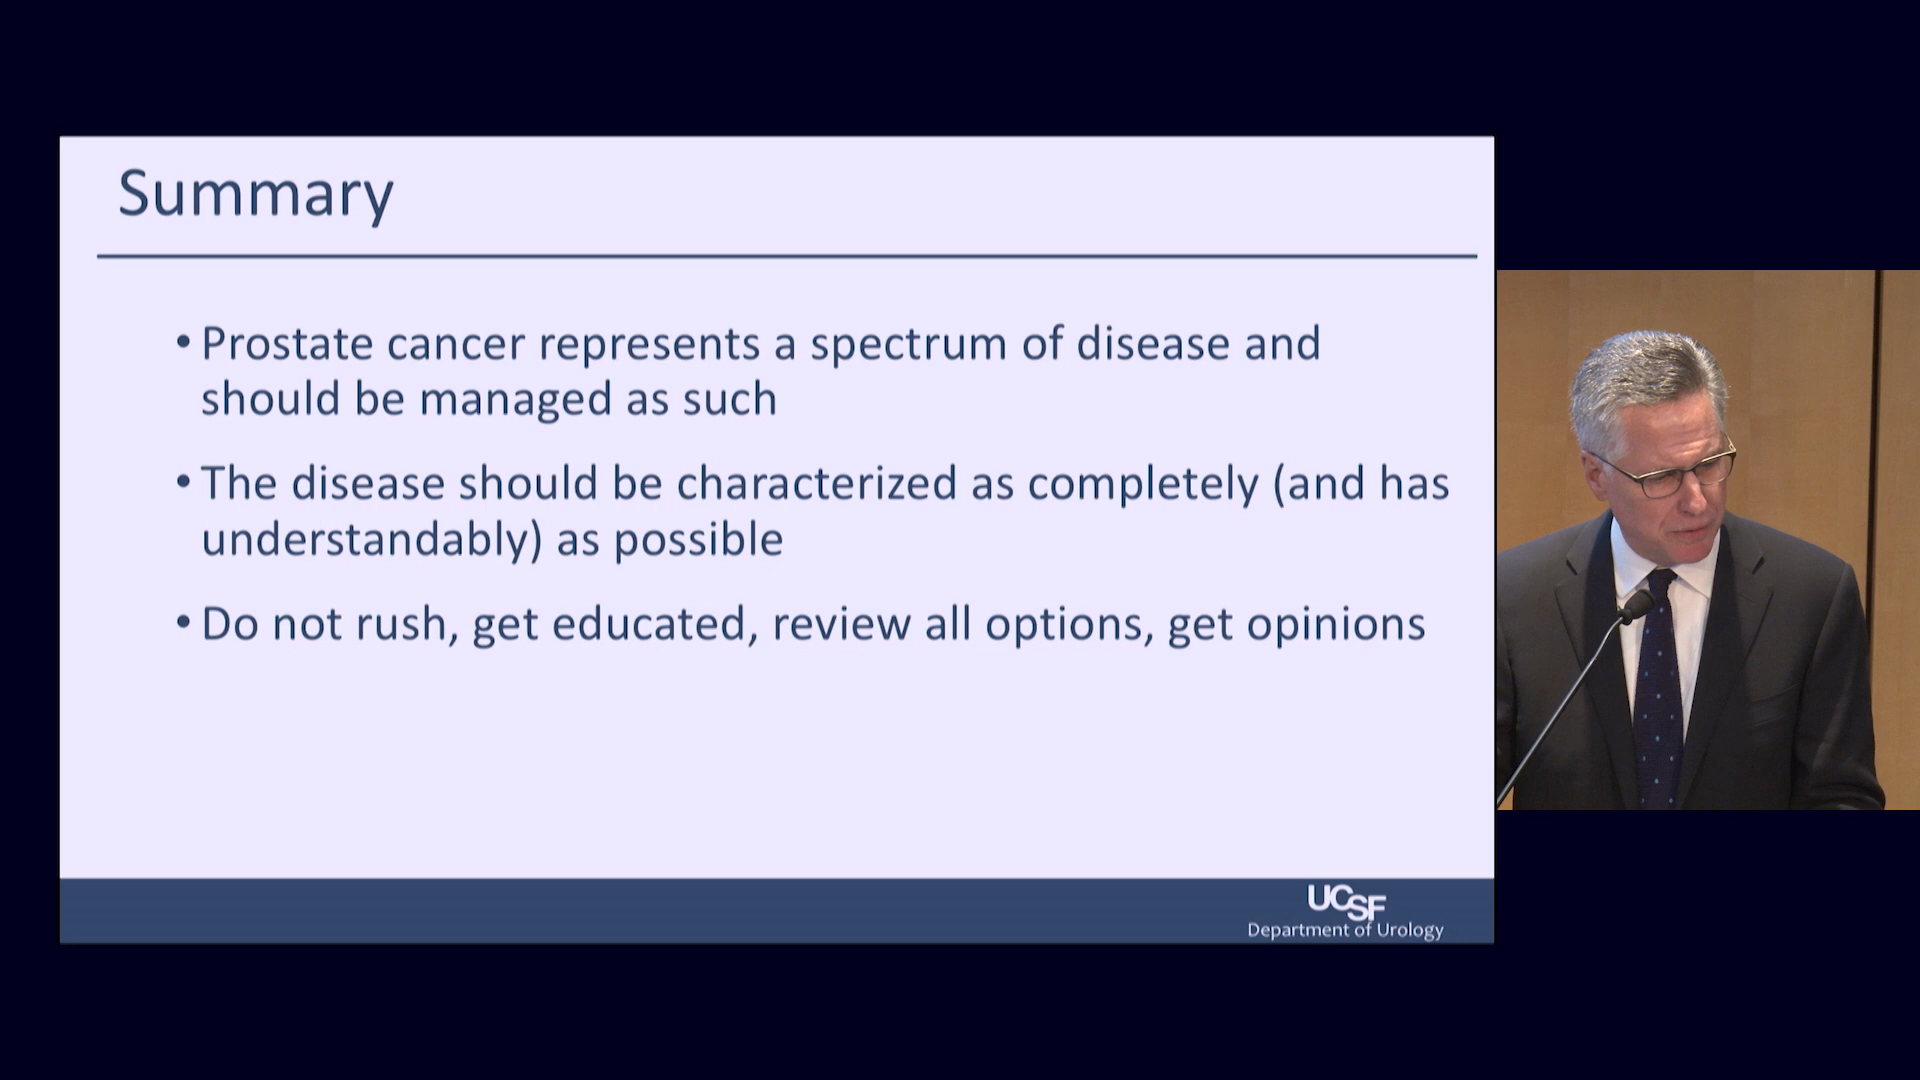 Summary
• Prostate cancer represents a spectrum of disease and
should be managed as such
• The disease should be characterized as completely (and has
understandably) as possible
• Do not rush, get educated, review all options, get opinions
UCSF
Department of Urology